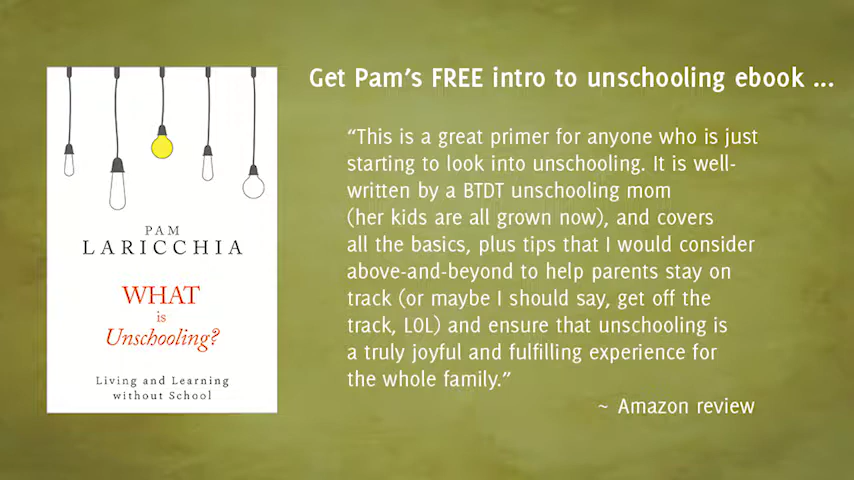 Get Pam's FREE intro to unschooling ebook ...
PAM
LARICCHIA
WHAT
is
Unschooling?
Living and Learning
without School
“This is a great primer for anyone who is just
starting to look into unschooling. It is well-
written by a BTDT unschooling mom
(her kids are all grown now), and covers
all the basics, plus tips that I would consider
above-and-beyond to help parents stay on
track (or maybe I should say, get off the
track, LOL) and ensure that unschooling is
a truly joyful and fulfilling experience for
the whole family.”
~ Amazon review